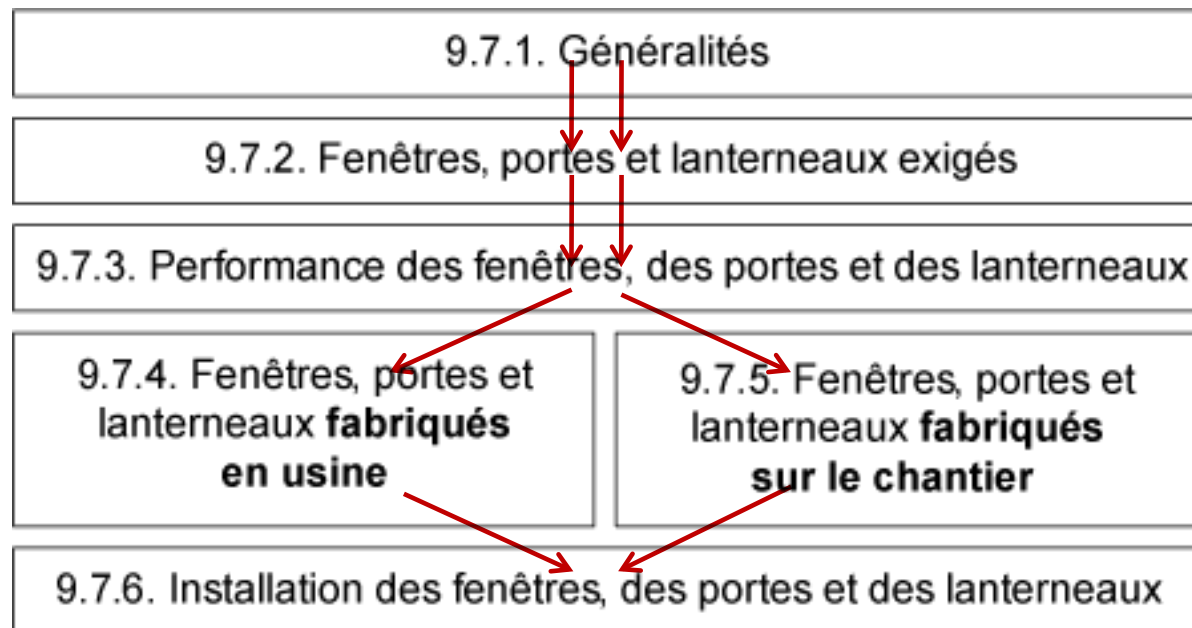 9.7.1. Généralités
9.7.2. Fenêtres, portes et lanterneaux exigés
9.7.3. Performance des fenêtres, des portes et des lanterneaux
9.7.4. Fenêtres, portes et
lanterneaux fabriqués
en usine
9.7.5. Fenêtres, portes et
lanterneaux fabriqués
sur le chantier
9.7.6. Installation des fenêtres, des portes et des lanterneaux